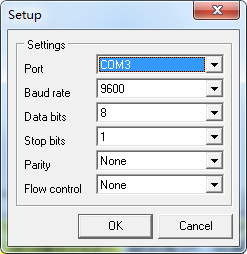 Setup
Settings
Port COM3
Baud rate 9600
Data bits 8
Stop bits 1
Parity None
Flow control None
OK Cancel